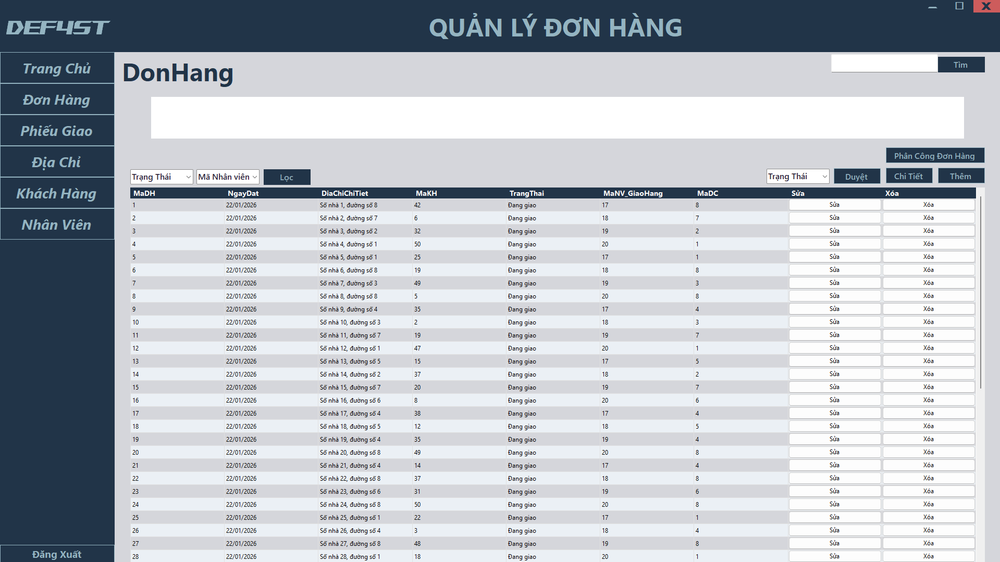 DEF4ST
QUẢN LÝ ĐƠN HÀNG
X
Trang Chủ
Đơn Hàng
Phiếu Giao
Địa Chỉ
Khách Hàng
Nhân Viên
Đăng Xuất
DonHang
Tìm
Phân Công Đơn Hàng
Trạng Thái Mã Nhân viên Lọc Trạng Thái Duyệt Chi Tiết Thêm
MaDH NgayDat DiaChiChiTiet MaKH TrangThai MaNV_GiaoHang MaDC Sửa Xóa
1 22/01/2026 Số nhà 1, đường số 8 42 Đang giao 17 8 Sửa Xóa
2 22/01/2026 Số nhà 2, đường số 7 6 Đang giao 18 7 Sửa Xóa
3 22/01/2026 Số nhà 3, đường số 2 32 Đang giao 19 2 Sửa Xóa
4 22/01/2026 Số nhà 4, đường số 1 50 Đang giao 20 1 Sửa Xóa
5 22/01/2026 Số nhà 5, đường số 1 25 Đang giao 17 1 Sửa Xóa
6 22/01/2026 Số nhà 6, đường số 8 19 Đang giao 18 8 Sửa Xóa
7 22/01/2026 Số nhà 7, đường số 3 49 Đang giao 19 3 Sửa Xóa
8 22/01/2026 Số nhà 8, đường số 8 5 Đang giao 20 8 Sửa Xóa
9 22/01/2026 Số nhà 9, đường số 4 35 Đang giao 17 4 Sửa Xóa
10 22/01/2026 Số nhà 10, đường số 3 2 Đang giao 18 3 Sửa Xóa
11 22/01/2026 Số nhà 11, đường số 7 19 Đang giao 19 7 Sửa Xóa
12 22/01/2026 Số nhà 12, đường số 1 47 Đang giao 20 1 Sửa Xóa
13 22/01/2026 Số nhà 13, đường số 5 15 Đang giao 17 5 Sửa Xóa
14 22/01/2026 Số nhà 14, đường số 2 37 Đang giao 18 2 Sửa Xóa
15 22/01/2026 Số nhà 15, đường số 7 20 Đang giao 19 7 Sửa Xóa
16 22/01/2026 Số nhà 16, đường số 6 8 Đang giao 20 6 Sửa Xóa
17 22/01/2026 Số nhà 17, đường số 4 38 Đang giao 17 4 Sửa Xóa
18 22/01/2026 Số nhà 18, đường số 5 12 Đang giao 18 5 Sửa Xóa
19 22/01/2026 Số nhà 19, đường số 4 35 Đang giao 19 4 Sửa Xóa
20 22/01/2026 Số nhà 20, đường số 8 49 Đang giao 20 8 Sửa Xóa
21 22/01/2026 Số nhà 21, đường số 4 14 Đang giao 17 4 Sửa Xóa
22 22/01/2026 Số nhà 22, đường số 8 37 Đang giao 18 8 Sửa Xóa
23 22/01/2026 Số nhà 23, đường số 6 31 Đang giao 19 6 Sửa Xóa
24 22/01/2026 Số nhà 24, đường số 8 50 Đang giao 20 8 Sửa Xóa
25 22/01/2026 Số nhà 25, đường số 1 22 Đang giao 17 1 Sửa Xóa
26 22/01/2026 Số nhà 26, đường số 4 3 Đang giao 18 4 Sửa Xóa
27 22/01/2026 Số nhà 27, đường số 8 48 Đang giao 19 8 Sửa Xóa
28 22/01/2026 Số nhà 28, đường số 1 18 Đang giao 20 1 Sửa Xóa